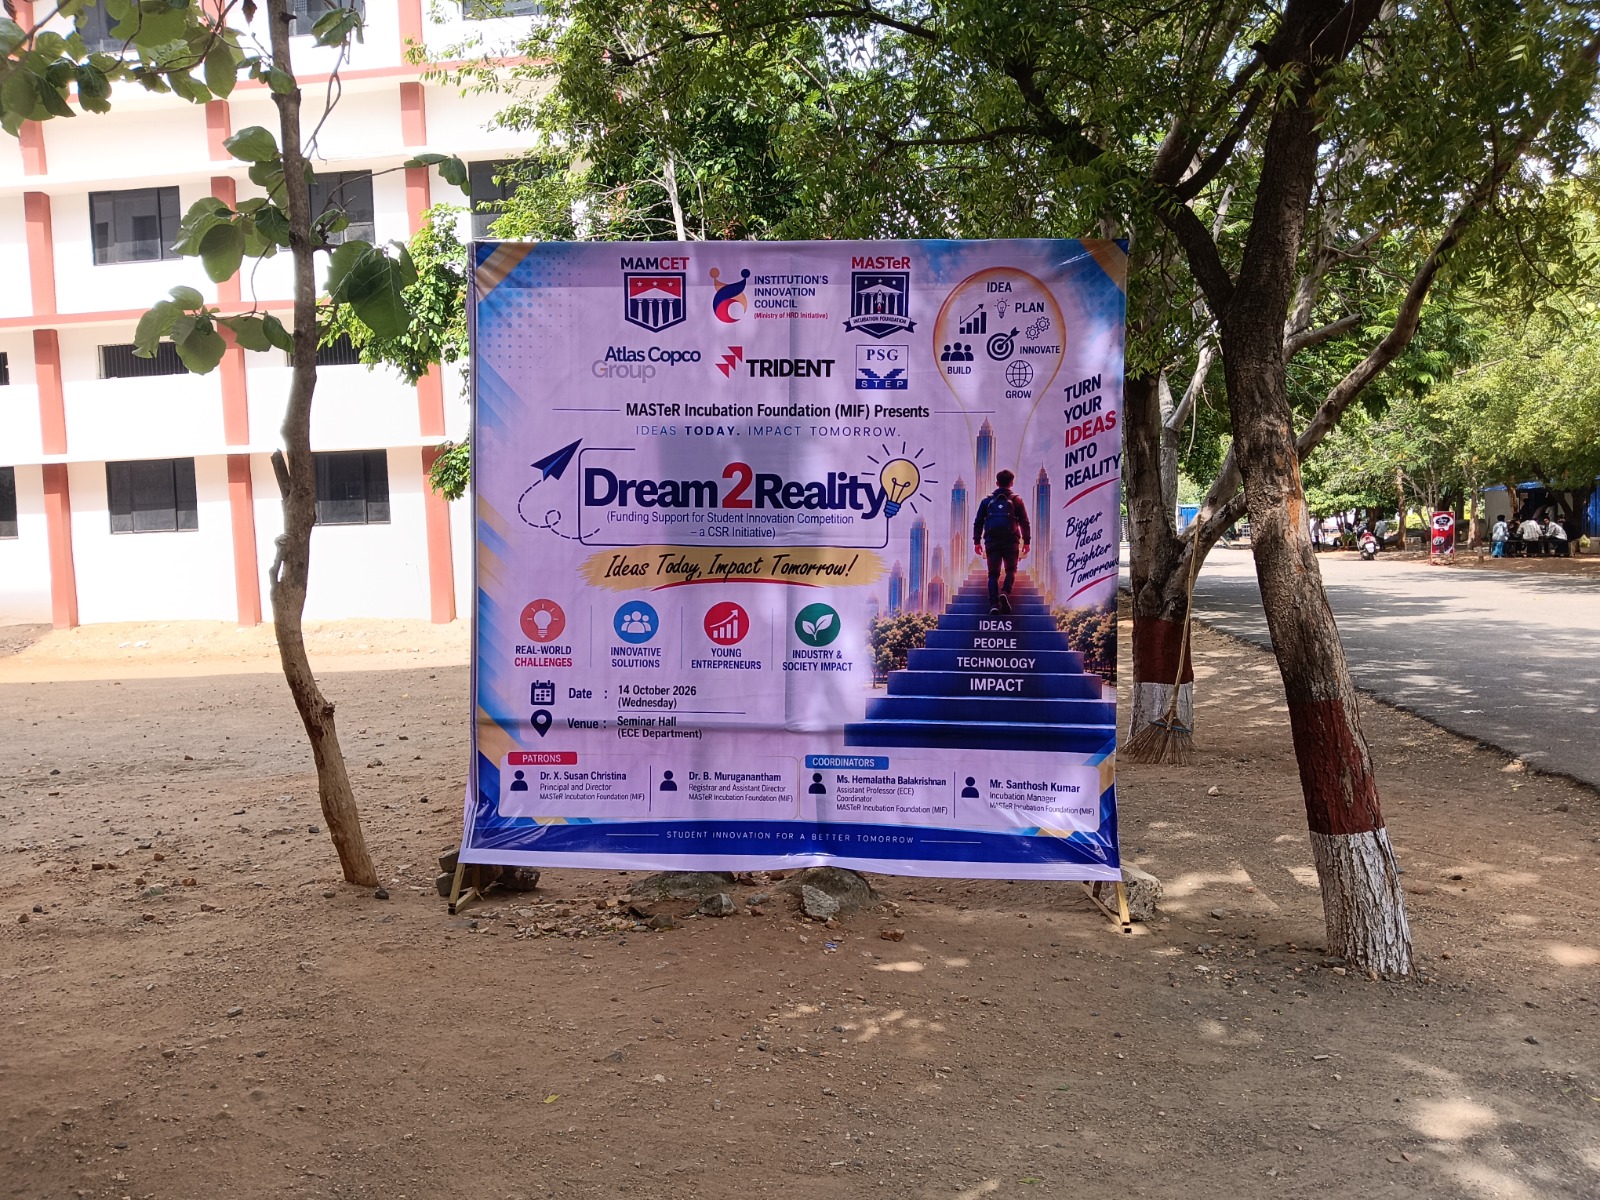 MAMCET
INSTITUTION'S
INNOVATION
COUNCIL
(Ministry of HRD Initiative)
MASTeR
INCUBATION FOUNDATION
Atlas Copco
Group
TRIDENT
PSG
STEP
IDEA
PLAN
INNOVATE
BUILD
GROW
TURN
YOUR
IDEAS
INTO
REALITY
Bigger
Ideas
Brighter
Tomorrow
MASTeR Incubation Foundation (MIF) Presents
IDEAS TODAY. IMPACT TOMORROW.
Dream2Reality
(Funding Support for Student Innovation Competition
– a CSR Initiative)
Ideas Today, Impact Tomorrow!
REAL-WORLD
CHALLENGES
INNOVATIVE
SOLUTIONS
YOUNG
ENTREPRENEURS
INDUSTRY &
SOCIETY IMPACT
IDEAS
PEOPLE
TECHNOLOGY
IMPACT
Date : 14 October 2026
(Wednesday)
Venue : Seminar Hall
(ECE Department)
PATRONS
Dr. X. Susan Christina
Principal and Director
MASTeR Incubation Foundation (MIF)
Dr. B. Muruganantham
Registrar and Assistant Director
MASTeR Incubation Foundation (MIF)
COORDINATORS
Ms. Hemalatha Balakrishnan
Assistant Professor (ECE)
Coordinator
MASTeR Incubation Foundation (MIF)
Mr. Santhosh Kumar
Incubation Manager
MASTeR Incubation Foundation (MIF)
STUDENT INNOVATION FOR A BETTER TOMORROW